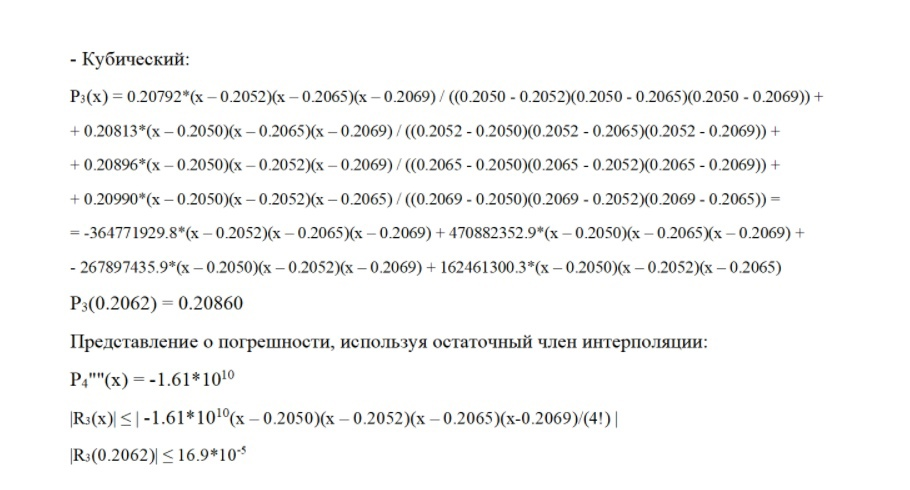 - Кубический:
P₃(x) = 0.20792*(x – 0.2052)(x – 0.2065)(x – 0.2069) / ((0.2050 - 0.2052)(0.2050 - 0.2065)(0.2050 - 0.2069)) +
+ 0.20813*(x – 0.2050)(x – 0.2065)(x – 0.2069) / ((0.2052 - 0.2050)(0.2052 - 0.2065)(0.2052 - 0.2069)) +
+ 0.20896*(x – 0.2050)(x – 0.2052)(x – 0.2069) / ((0.2065 - 0.2050)(0.2065 - 0.2052)(0.2065 - 0.2069)) +
+ 0.20990*(x – 0.2050)(x – 0.2052)(x – 0.2065) / ((0.2069 - 0.2050)(0.2069 - 0.2052)(0.2069 - 0.2065)) =
= -364771929.8*(x – 0.2052)(x – 0.2065)(x – 0.2069) + 470882352.9*(x – 0.2050)(x – 0.2065)(x – 0.2069) +
- 267897435.9*(x – 0.2050)(x – 0.2052)(x – 0.2069) + 162461300.3*(x – 0.2050)(x – 0.2052)(x – 0.2065)
P₃(0.2062) = 0.20860
Представление о погрешности, используя остаточный член интерполяции:
P₄""(x) = -1.61*10¹⁰
|R₃(x)| ≤ | -1.61*10¹⁰(x – 0.2050)(x – 0.2052)(x – 0.2065)(x-0.2069)/(4!) |
|R₃(0.2062)| ≤ 16.9*10⁻⁵